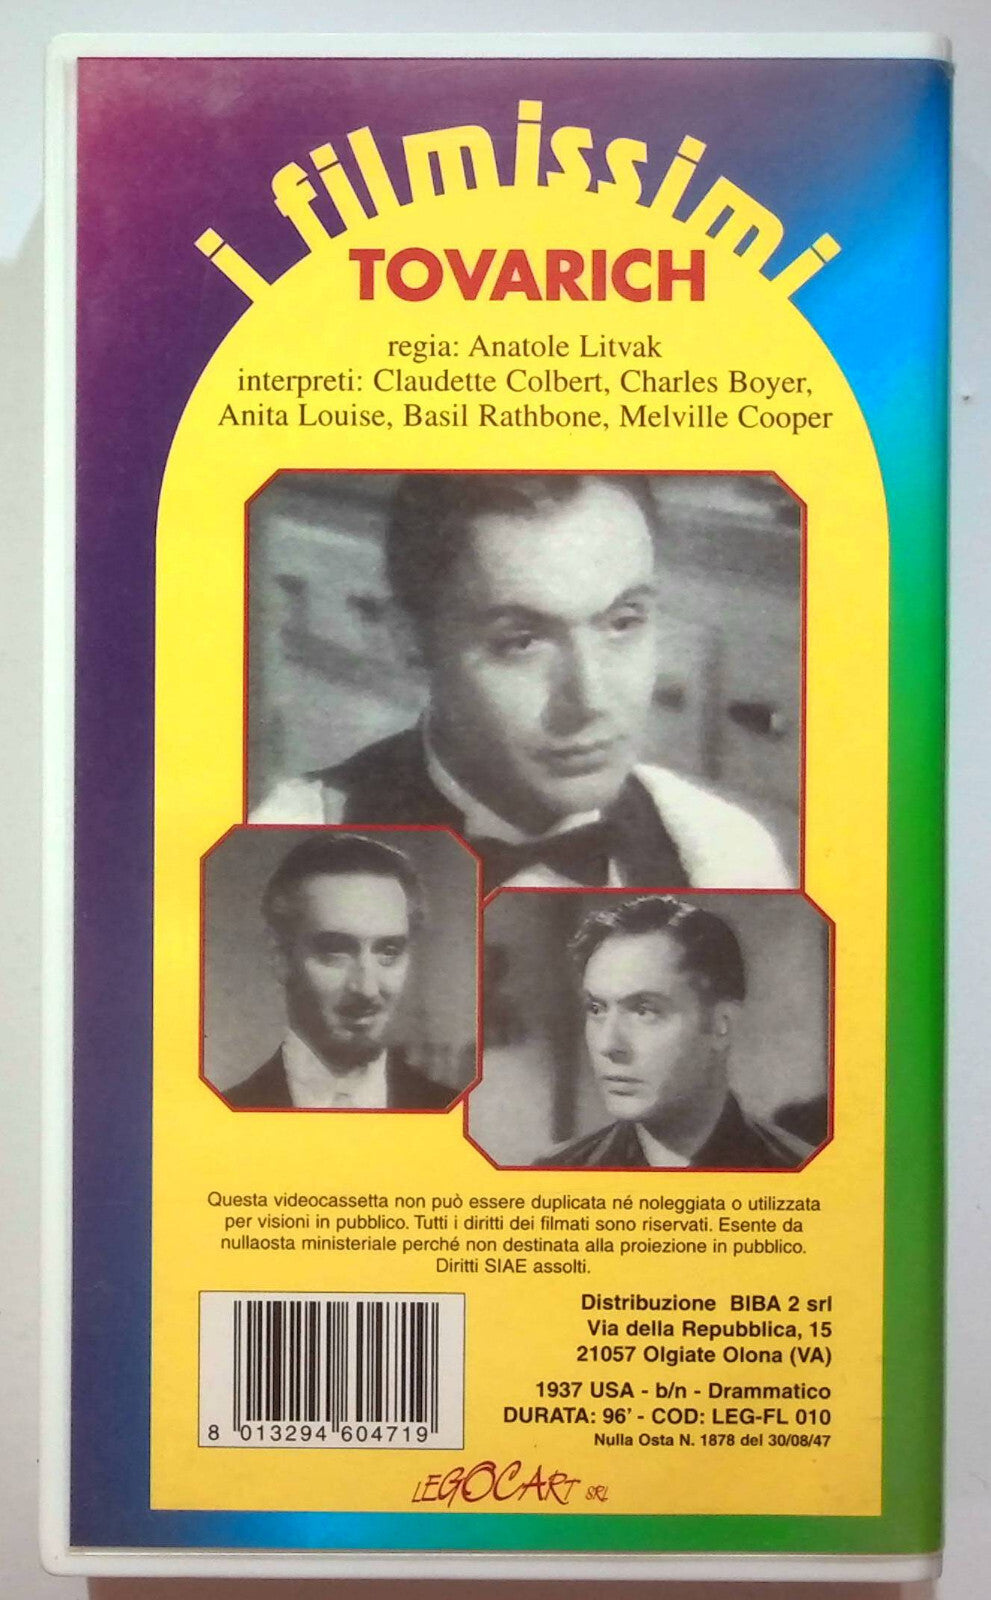 i filmissimi
TOVARICH
regia: Anatole Litvak
interpreti: Claudette Colbert, Charles Boyer,
Anita Louise, Basil Rathbone, Melville Cooper
Questa videocassetta non può essere duplicata né noleggiata o utilizzata
per visioni in pubblico. Tutti i diritti dei filmati sono riservati. Esente da
nullaosta ministeriale perché non destinata alla proiezione in pubblico.
Diritti SIAE assolti.
Distribuzione BIBA 2 srl
Via della Repubblica, 15
21057 Olgiate Olona (VA)
1937 USA - b/n - Drammatico
DURATA: 96' - COD: LEG-FL 010
Nulla Osta N. 1878 del 30/08/47
8 013294 604719
LEGOCART SRL